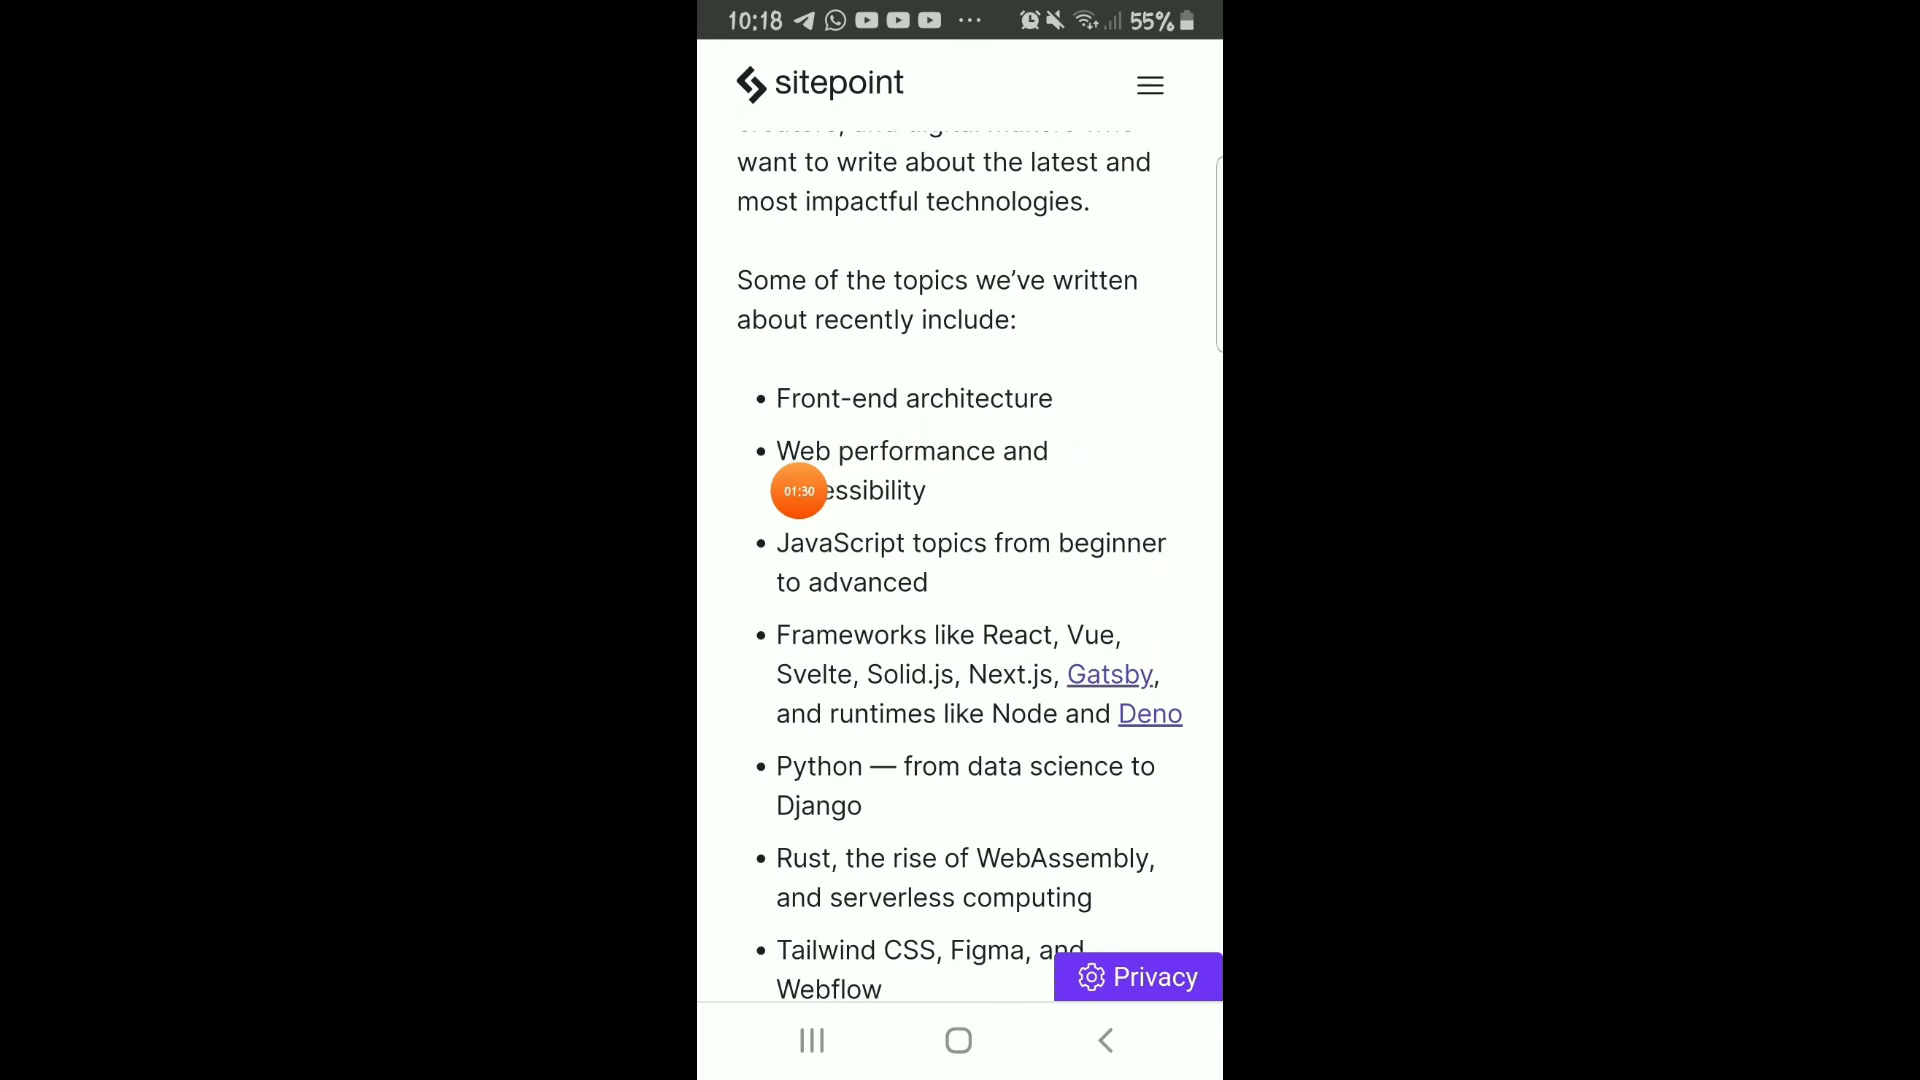 10:18 55%
sitepoint
want to write about the latest and
most impactful technologies.
Some of the topics we’ve written
about recently include:
• Front-end architecture
• Web performance and
01:30 essibility
• JavaScript topics from beginner
to advanced
• Frameworks like React, Vue,
Svelte, Solid.js, Next.js, Gatsby,
and runtimes like Node and Deno
• Python — from data science to
Django
• Rust, the rise of WebAssembly,
and serverless computing
• Tailwind CSS, Figma, and
Webflow
Privacy